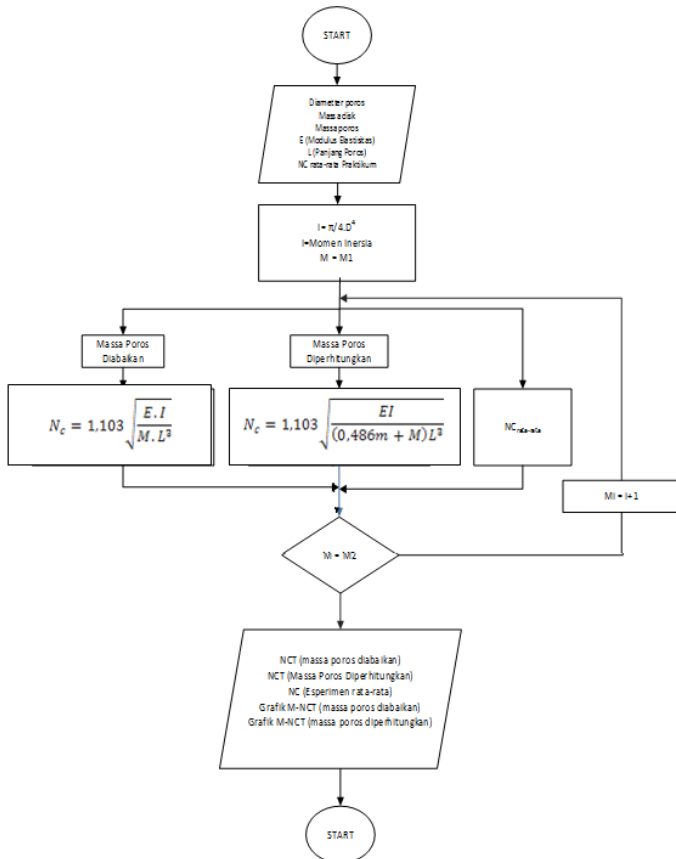 START
Diametter poros
Massa disk
Massa poros
E (Modulus Elastisitas)
L (Panjang Poros)
NC rata-rata Praktikum
I= π/4.D⁴
I=Momen Inersia
M = M1
Massa Poros
Diabaikan
Massa Poros
Diperhitungkan
N_c = 1,103 √(E.I / M.L³)
N_c = 1,103 √(EI / (0,486m + M)L³)
NC rata-rata
Mi = i+1
M = M2
NCT (massa poros diabaikan)
NCT (Massa Poros Diperhitungkan)
NC (Esperimen rata-rata)
Grafik M-NCT (massa poros diabaikan)
Grafik M-NCT (massa poros diperhitungkan)
START